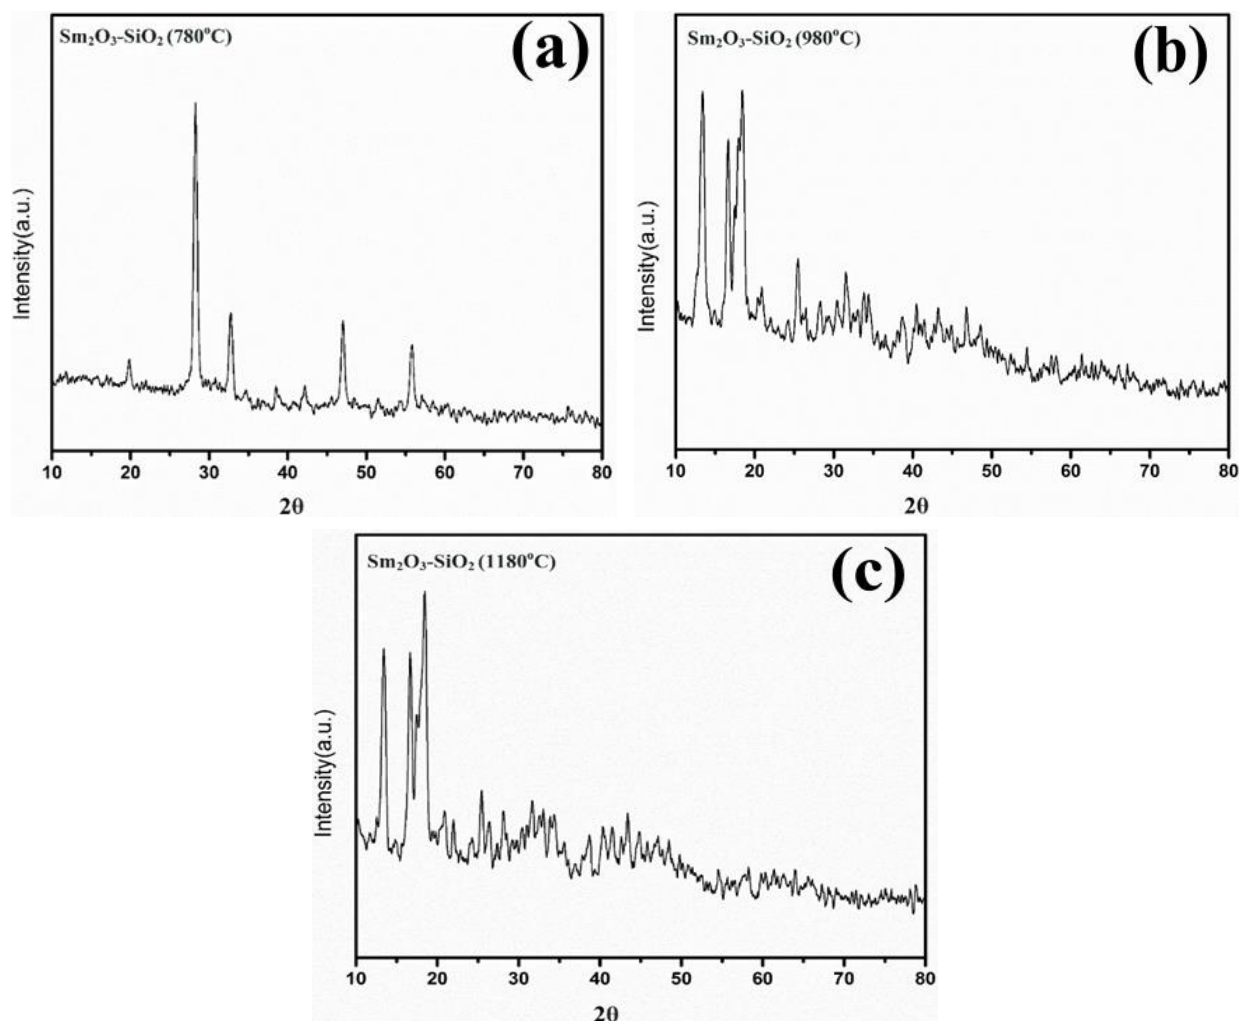 Sm₂O₃-SiO₂ (780°C)
(a)
Intensity(a.u.)
10 20 30 40 50 60 70 80
2θ
Sm₂O₃-SiO₂ (980°C)
(b)
Intensity(a.u.)
10 20 30 40 50 60 70 80
2θ
Sm₂O₃-SiO₂ (1180°C)
(c)
Intensity(a.u.)
10 20 30 40 50 60 70 80
2θ